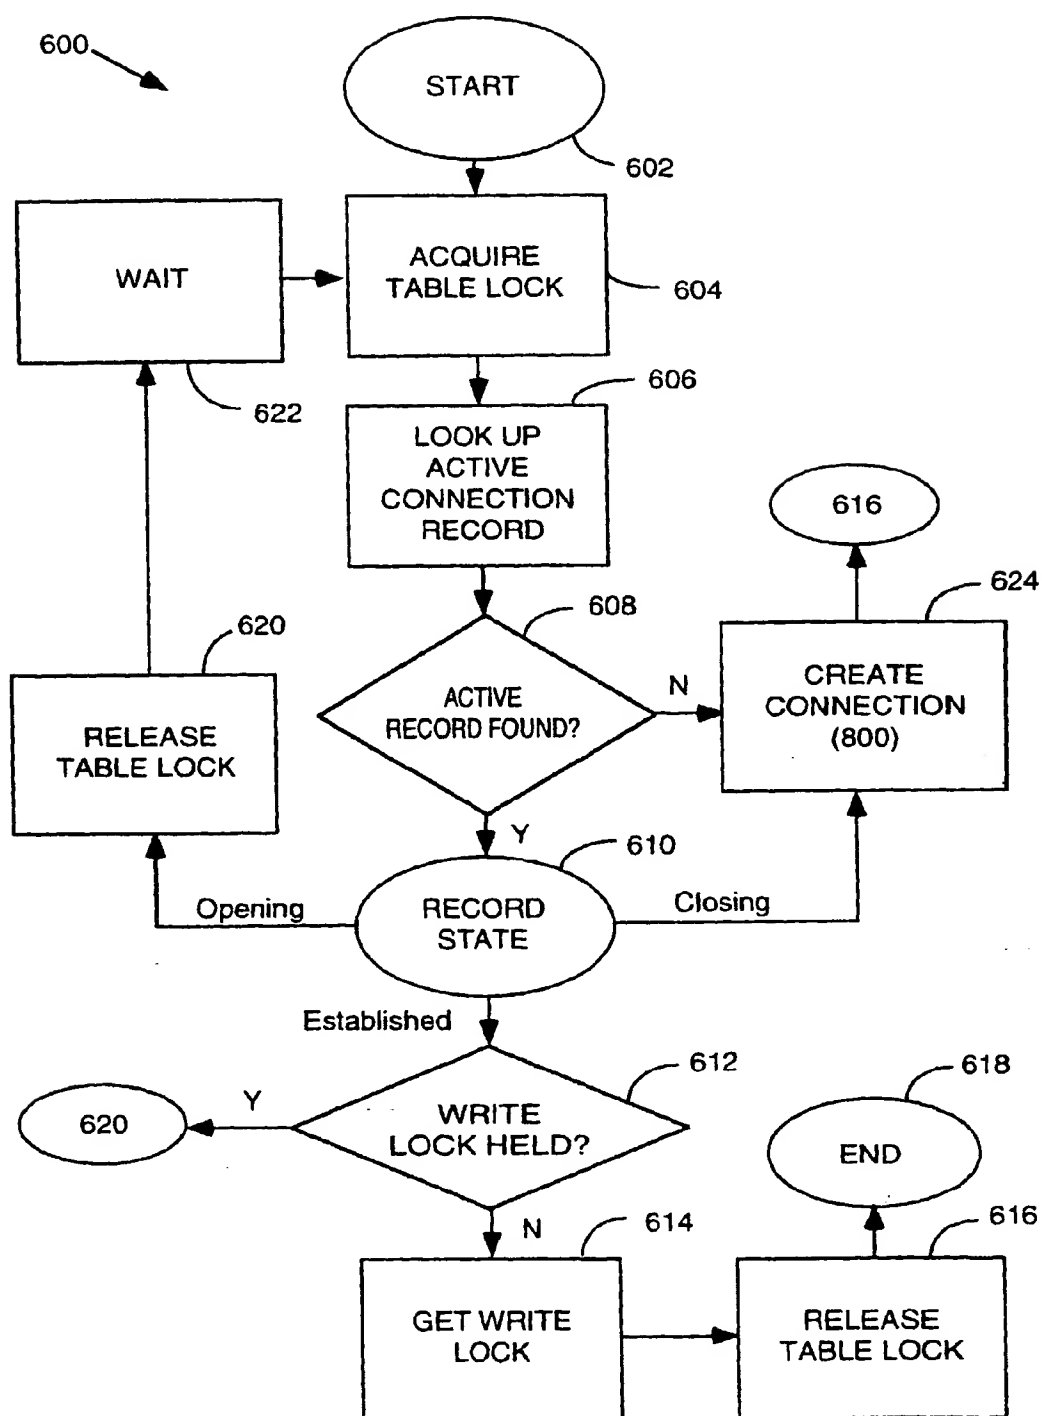 600
START
602
WAIT
ACQUIRE
TABLE LOCK
604
622
606
LOOK UP
ACTIVE
CONNECTION
RECORD
616
624
608
620
ACTIVE
RECORD FOUND?
N
CREATE
CONNECTION
(800)
RELEASE
TABLE LOCK
Y
610
Opening
RECORD
STATE
Closing
Established
612
618
620
Y
WRITE
LOCK HELD?
END
N
614
616
GET WRITE
LOCK
RELEASE
TABLE LOCK